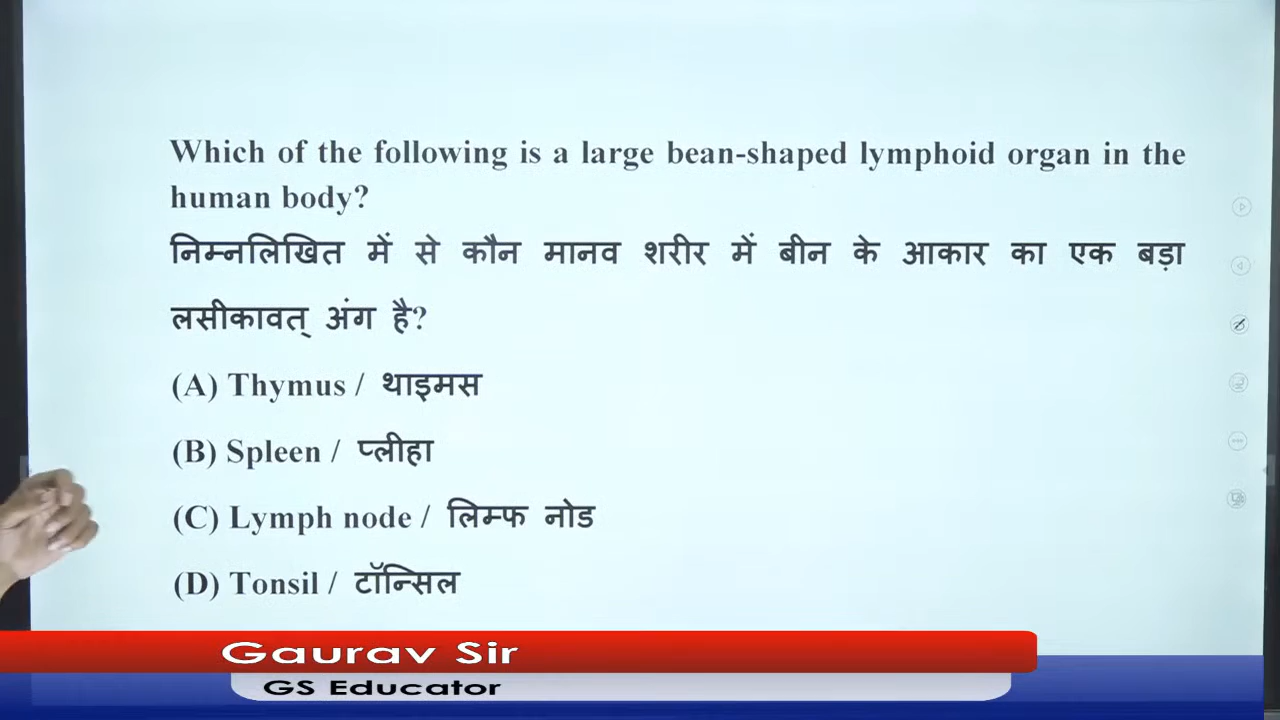 Which of the following is a large bean-shaped lymphoid organ in the
human body?
निम्नलिखित में से कौन मानव शरीर में बीन के आकार का एक बड़ा
लसीकावत् अंग है?
(A) Thymus / थाइमस
(B) Spleen / प्लीहा
(C) Lymph node / लिम्फ नोड
(D) Tonsil / टॉन्सिल
Gaurav Sir
GS Educator